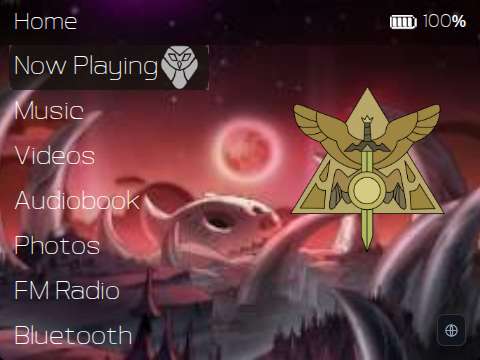 Home
100%
Now Playing
Music
Videos
Audiobook
Photos
FM Radio
Bluetooth